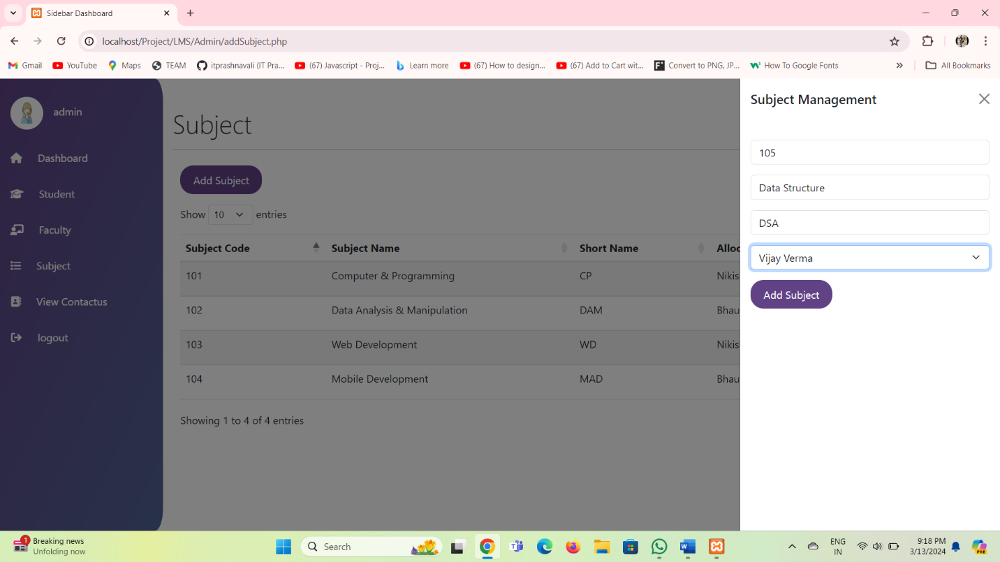 Sidebar Dashboard
localhost/Project/LMS/Admin/addSubject.php
Gmail YouTube Maps TEAM itprashnavali (IT Pra... (67) Javascript - Proj... Learn more (67) How to design... (67) Add to Cart wit... Convert to PNG, JP... How To Google Fonts » All Bookmarks
admin
Dashboard
Student
Faculty
Subject
View Contactus
logout
Subject
Add Subject
Show 10 entries
Subject Code Subject Name Short Name Alloc
101 Computer & Programming CP Nikis
102 Data Analysis & Manipulation DAM Bhau
103 Web Development WD Nikis
104 Mobile Development MAD Bhau
Showing 1 to 4 of 4 entries
Subject Management
105
Data Structure
DSA
Vijay Verma
Add Subject
1 Breaking news
Unfolding now
Search
ENG
IN
9:18 PM
3/13/2024
PRE